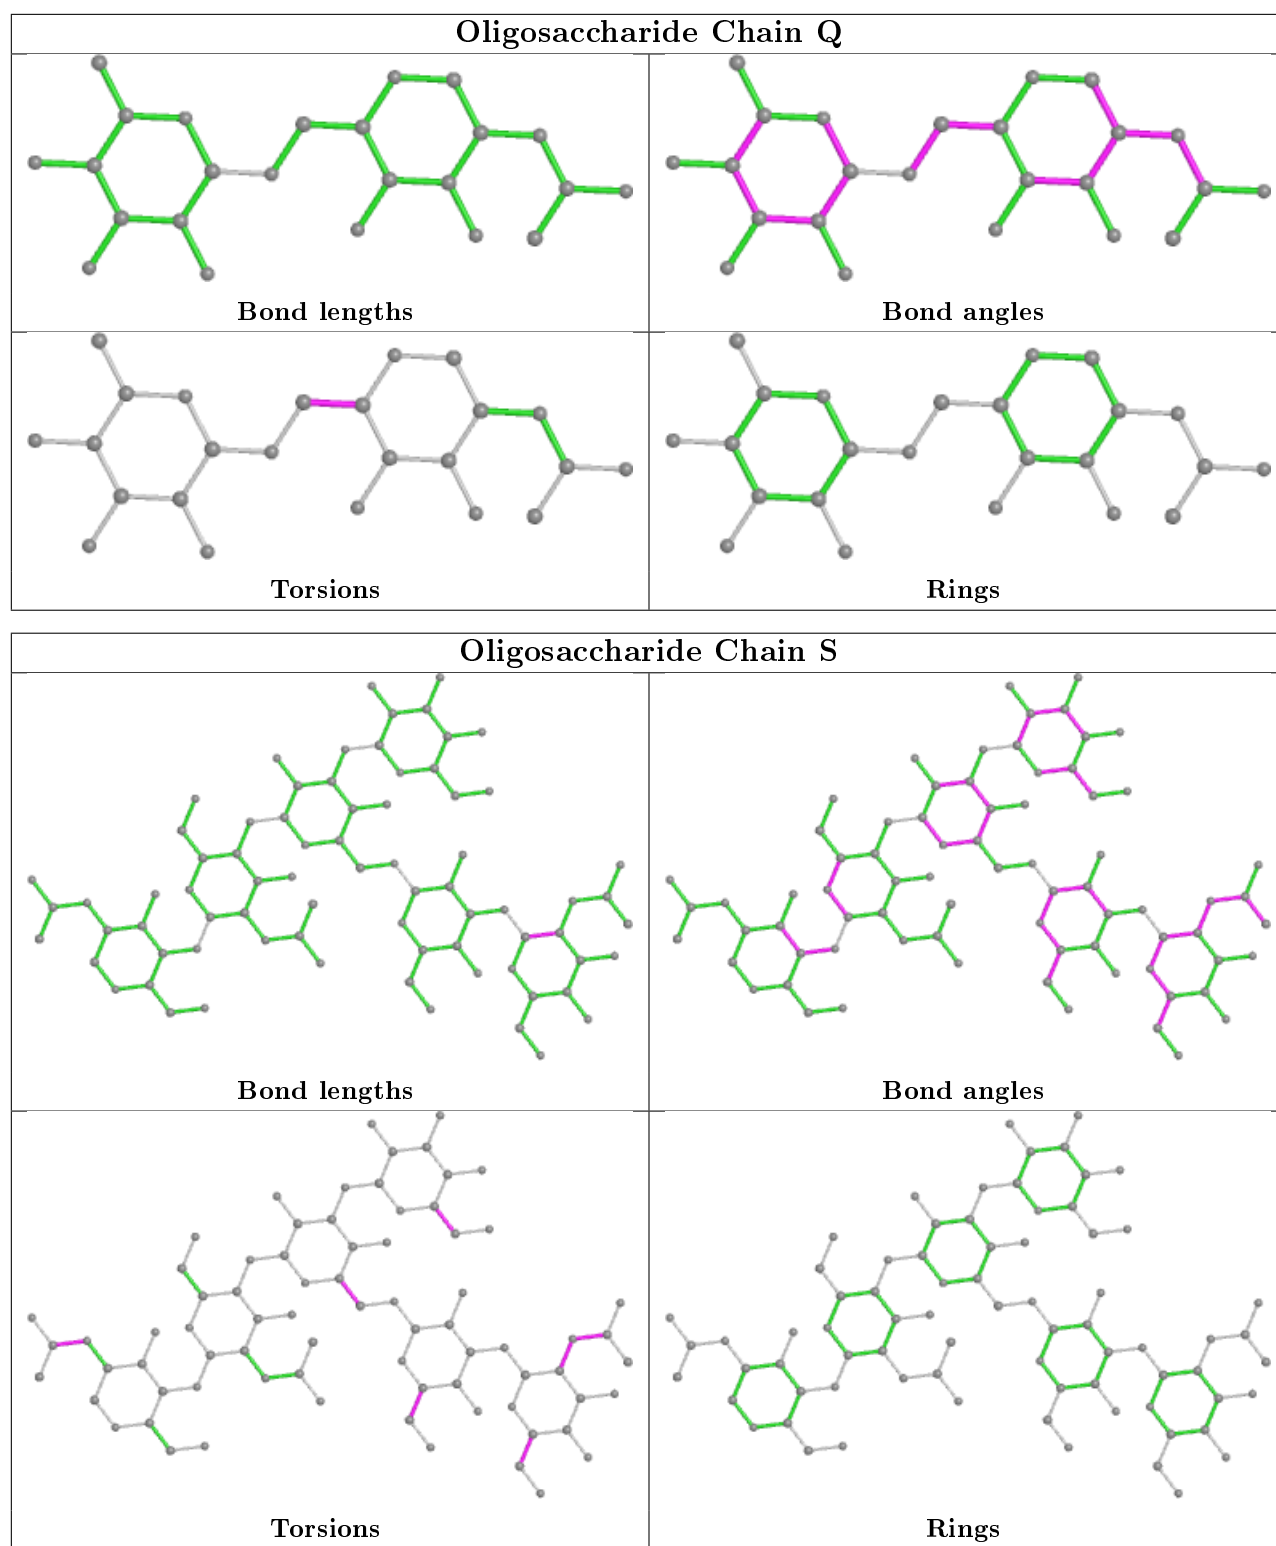 Oligosaccharide Chain Q
Bond lengths
Bond angles
Torsions
Rings
Oligosaccharide Chain S
Bond lengths
Bond angles
Torsions
Rings